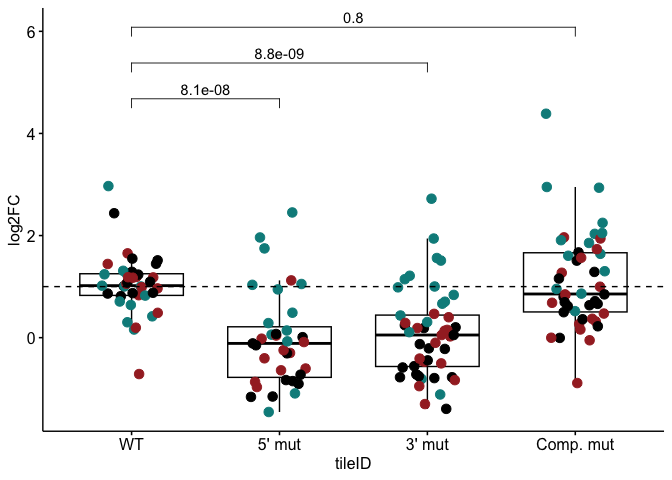 0.8
8.8e-09
8.1e-08
6
4
2
0
log2FC
WT 5' mut 3' mut Comp. mut
tileID